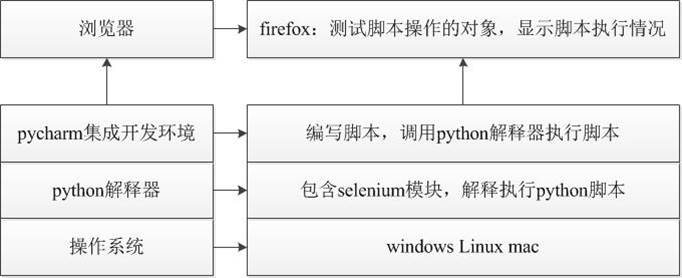 浏览器
firefox：测试脚本操作的对象，显示脚本执行情况
pycharm集成开发环境
编写脚本，调用python解释器执行脚本
python解释器
包含selenium模块，解释执行python脚本
操作系统
windows Linux mac